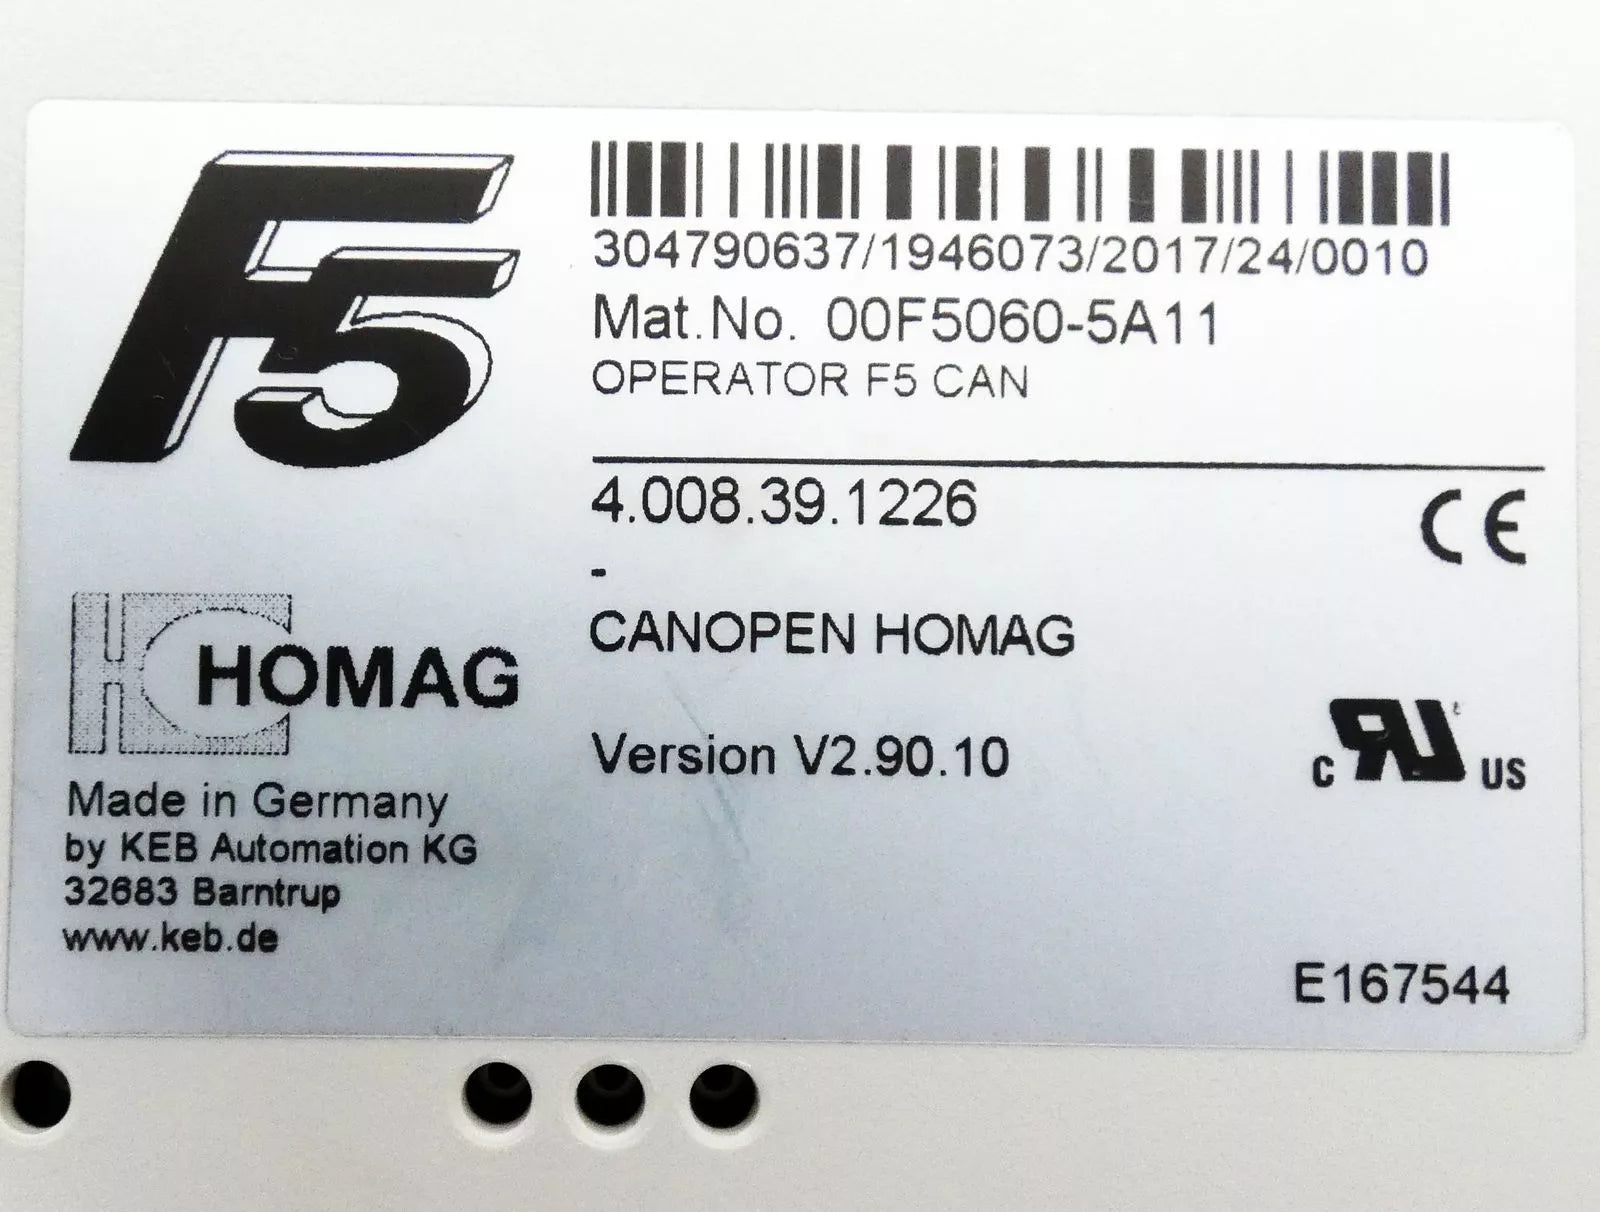 F5
304790637/1946073/2017/24/0010
Mat.No. 00F5060-5A11
OPERATOR F5 CAN
4.008.39.1226
-
CE
CANOPEN HOMAG
HOMAG
Version V2.90.10
c RU US
Made in Germany
by KEB Automation KG
32683 Barntrup
www.keb.de
E167544